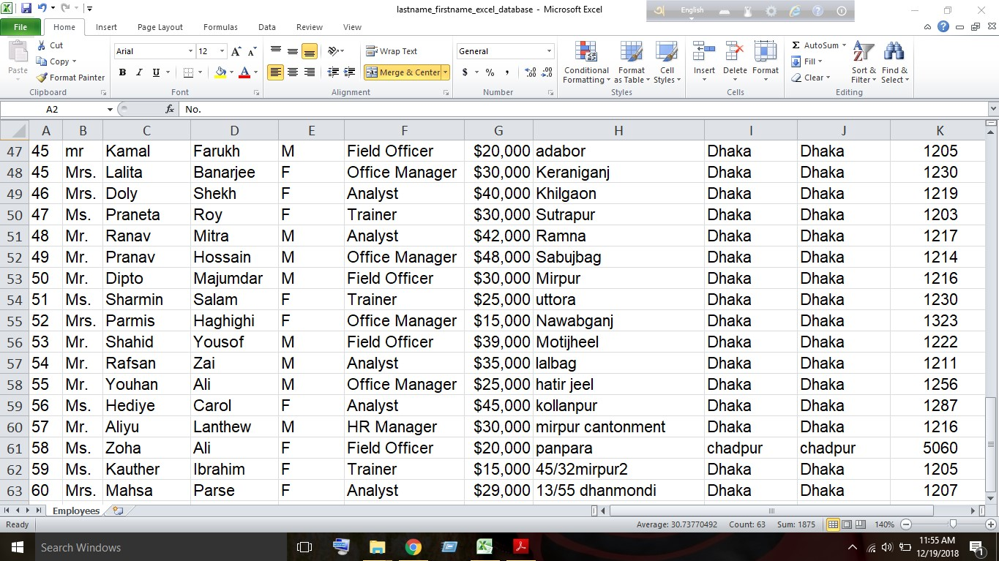 lastname_firstname_excel_database - Microsoft Excel
English
File Home Insert Page Layout Formulas Data Review View
Paste Cut Copy Format Painter Clipboard
Arial 12 A A B I U A Font
Wrap Text Merge & Center Alignment
General $ % , .00 .0 Number
Conditional Formatting Format as Table Cell Styles Styles
Insert Delete Format Cells
Σ AutoSum Fill Clear Sort & Filter Find & Select Editing
A2 fx No.
A B C D E F G H I J K
47 45 mr Kamal Farukh M Field Officer $20,000 adabor Dhaka Dhaka 1205
48 45 Mrs. Lalita Banarjee F Office Manager $30,000 Keraniganj Dhaka Dhaka 1230
49 46 Mrs. Doly Shekh F Analyst $40,000 Khilgaon Dhaka Dhaka 1219
50 47 Ms. Praneta Roy F Trainer $30,000 Sutrapur Dhaka Dhaka 1203
51 48 Mr. Ranav Mitra M Analyst $42,000 Ramna Dhaka Dhaka 1217
52 49 Mr. Pranav Hossain M Office Manager $48,000 Sabujbag Dhaka Dhaka 1214
53 50 Mr. Dipto Majumdar M Field Officer $30,000 Mirpur Dhaka Dhaka 1216
54 51 Ms. Sharmin Salam F Trainer $25,000 uttora Dhaka Dhaka 1230
55 52 Mrs. Parmis Haghighi F Office Manager $15,000 Nawabganj Dhaka Dhaka 1323
56 53 Mr. Shahid Yousof M Field Officer $39,000 Motijheel Dhaka Dhaka 1222
57 54 Mr. Rafsan Zai M Analyst $35,000 lalbag Dhaka Dhaka 1211
58 55 Mr. Youhan Ali M Office Manager $25,000 hatir jeel Dhaka Dhaka 1256
59 56 Ms. Hediye Carol F Analyst $45,000 kollanpur Dhaka Dhaka 1287
60 57 Mr. Aliyu Lanthew M HR Manager $30,000 mirpur cantonment Dhaka Dhaka 1216
61 58 Ms. Zoha Ali F Field Officer $20,000 panpara chadpur chadpur 5060
62 59 Ms. Kauther Ibrahim F Trainer $15,000 45/32mirpur2 Dhaka Dhaka 1205
63 60 Mrs. Mahsa Parse F Analyst $29,000 13/55 dhanmondi Dhaka Dhaka 1207
Employees
Ready Average: 30.73770492 Count: 63 Sum: 1875 140%
Search Windows
11:55 AM
12/19/2018
1